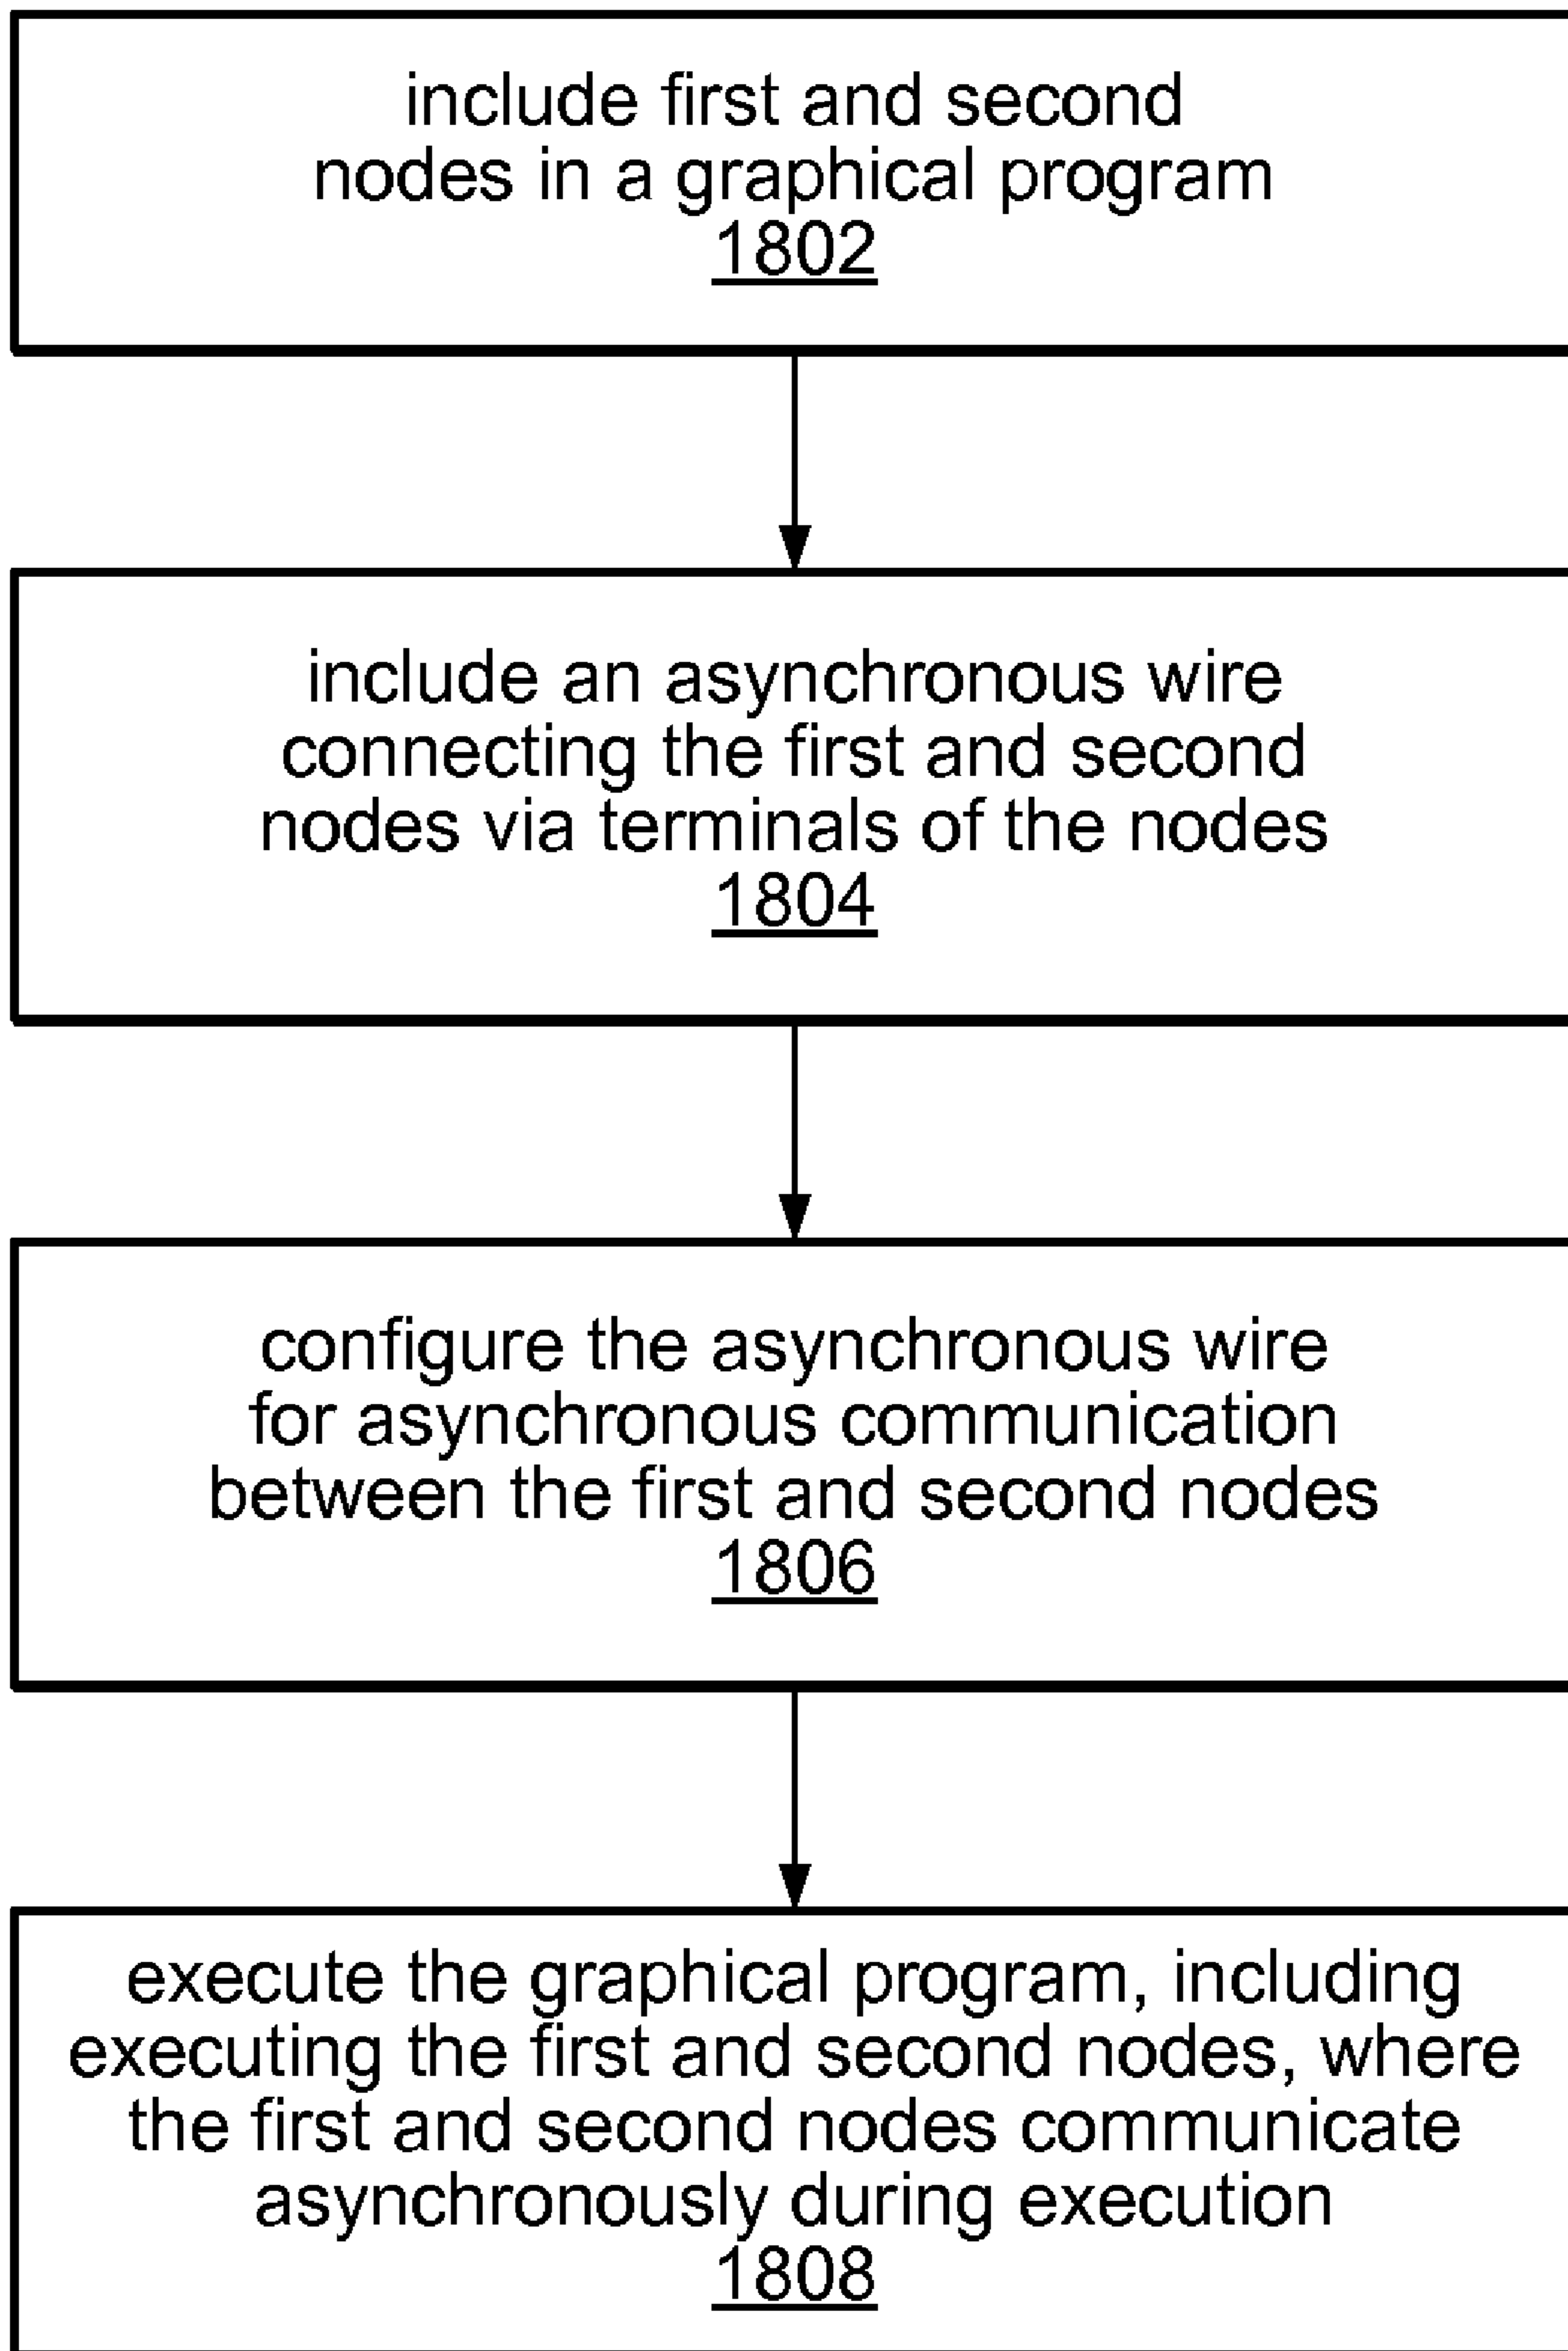 include first and second
nodes in a graphical program
1802
include an asynchronous wire
connecting the first and second
nodes via terminals of the nodes
1804
configure the asynchronous wire
for asynchronous communication
between the first and second nodes
1806
execute the graphical program, including
executing the first and second nodes, where
the first and second nodes communicate
asynchronously during execution
1808